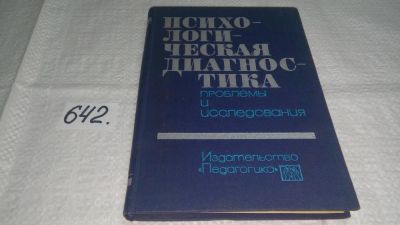 ПСИХО-
ЛОГИ-
ЧЕСКАЯ
ДИАГНОС-
ТИКА
ПРОБЛЕМЫ
И
ИССЛЕДОВАНИЯ
642.
Издательство
«Педагогика»